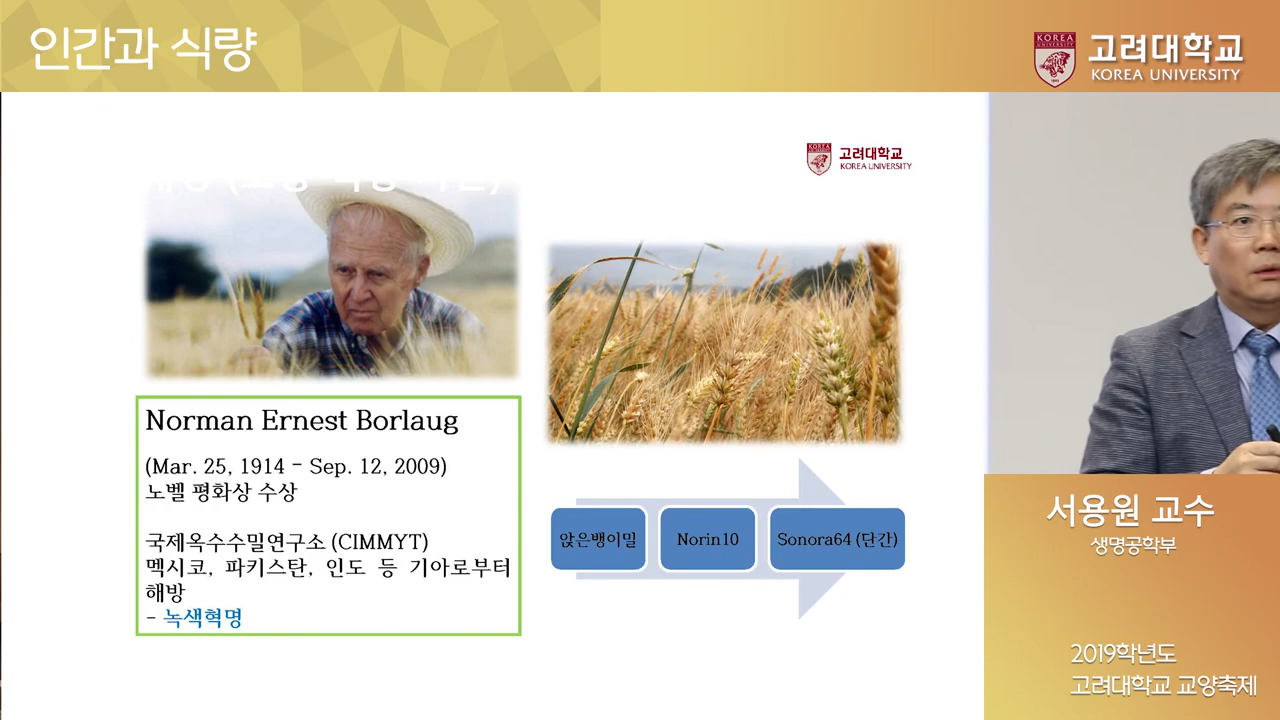 인간과 식량
KOREA
고려대학교
KOREA UNIVERSITY
고려대학교
KOREA UNIVERSITY
Norman Ernest Borlaug
(Mar. 25, 1914 - Sep. 12, 2009)
노벨 평화상 수상
국제옥수수밀연구소 (CIMMYT)
멕시코, 파키스탄, 인도 등 기아로부터
해방
- 녹색혁명
앉은뱅이밀
Norin10
Sonora64 (단간)
서용원 교수
생명공학부
2019학년도
고려대학교 교양축제